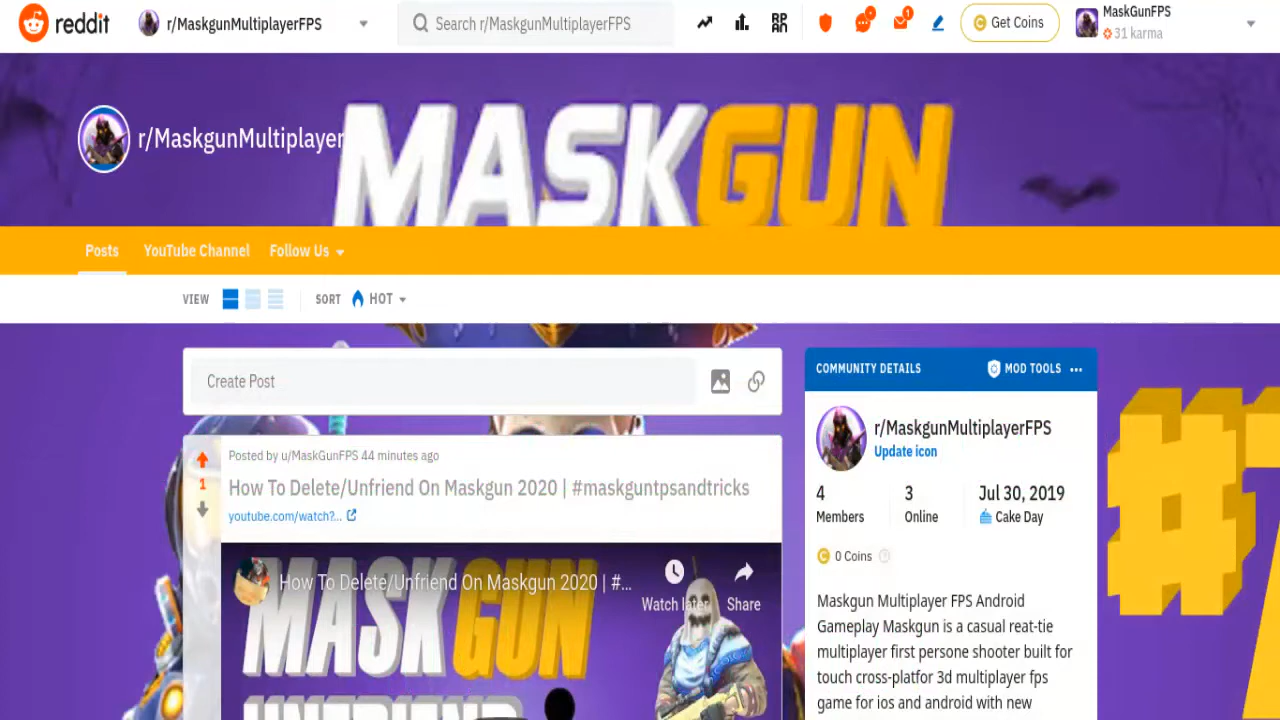 reddit
r/MaskgunMultiplayerFPS
Search r/MaskgunMultiplayerFPS
Get Coins
MaskGunFPS
31 karma
1
r/MaskgunMultiplayer
MASKGUN
Posts
YouTube Channel
Follow Us
VIEW
SORT
HOT
Create Post
Posted by u/MaskGunFPS 44 minutes ago
1
How To Delete/Unfriend On Maskgun 2020 | #maskguntpsandtricks
youtube.com/watch?...
How To Delete/Unfriend On Maskgun 2020 | #...
Watch later
Share
MASK GUN
UNFRIEND
COMMUNITY DETAILS
MOD TOOLS
r/MaskgunMultiplayerFPS
Update icon
4
Members
3
Online
Jul 30, 2019
Cake Day
0 Coins
Maskgun Multiplayer FPS Android
Gameplay Maskgun is a casual reat-tie
multiplayer first persone shooter built for
touch cross-platfor 3d multiplayer fps
game for ios and android with new